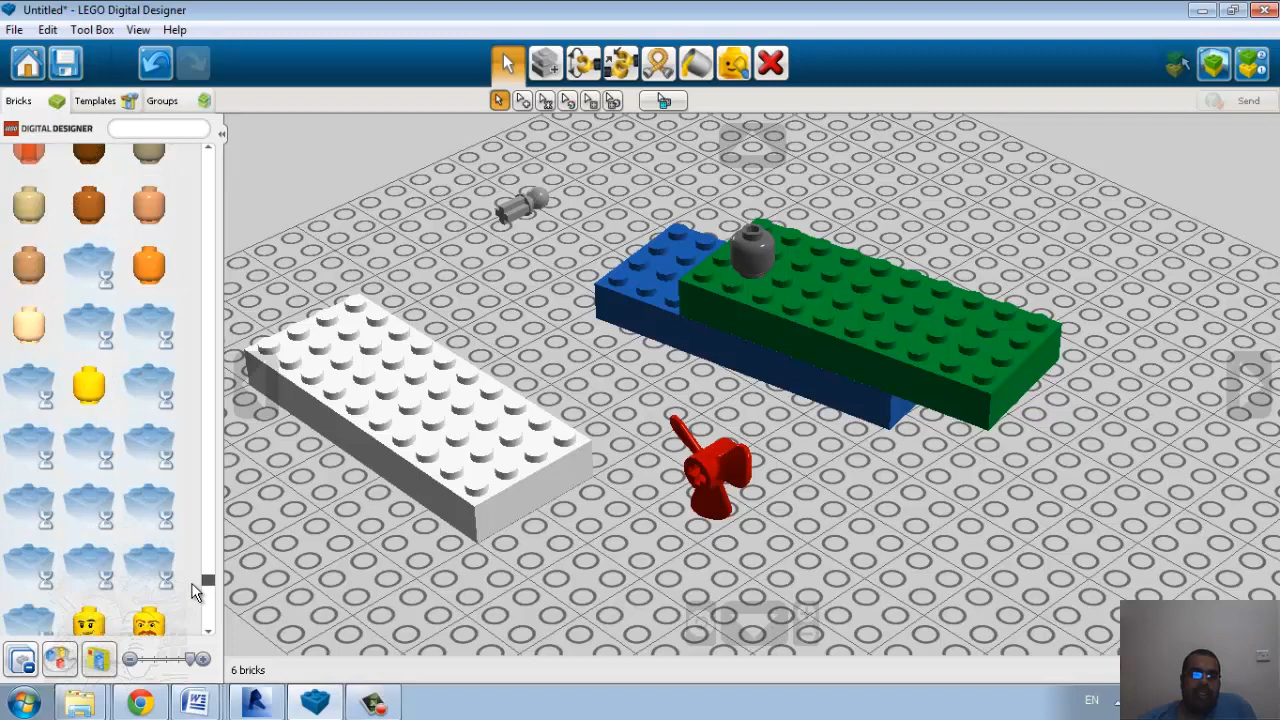 Untitled* - LEGO Digital Designer
File Edit Tool Box View Help
Bricks Templates Groups
Send
LEGO DIGITAL DESIGNER
6 bricks
EN